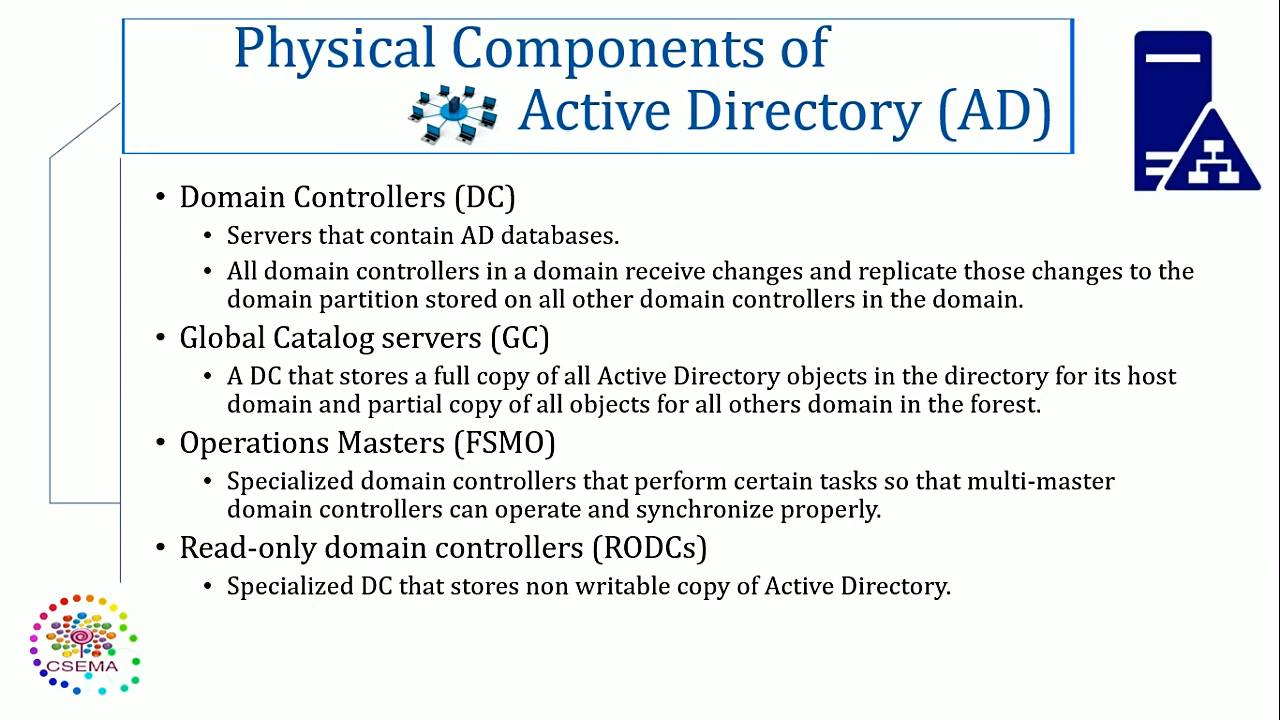 Physical Components of
Active Directory (AD)
• Domain Controllers (DC)
• Servers that contain AD databases.
• All domain controllers in a domain receive changes and replicate those changes to the
domain partition stored on all other domain controllers in the domain.
• Global Catalog servers (GC)
• A DC that stores a full copy of all Active Directory objects in the directory for its host
domain and partial copy of all objects for all others domain in the forest.
• Operations Masters (FSMO)
• Specialized domain controllers that perform certain tasks so that multi-master
domain controllers can operate and synchronize properly.
• Read-only domain controllers (RODCs)
• Specialized DC that stores non writable copy of Active Directory.
CSEMA